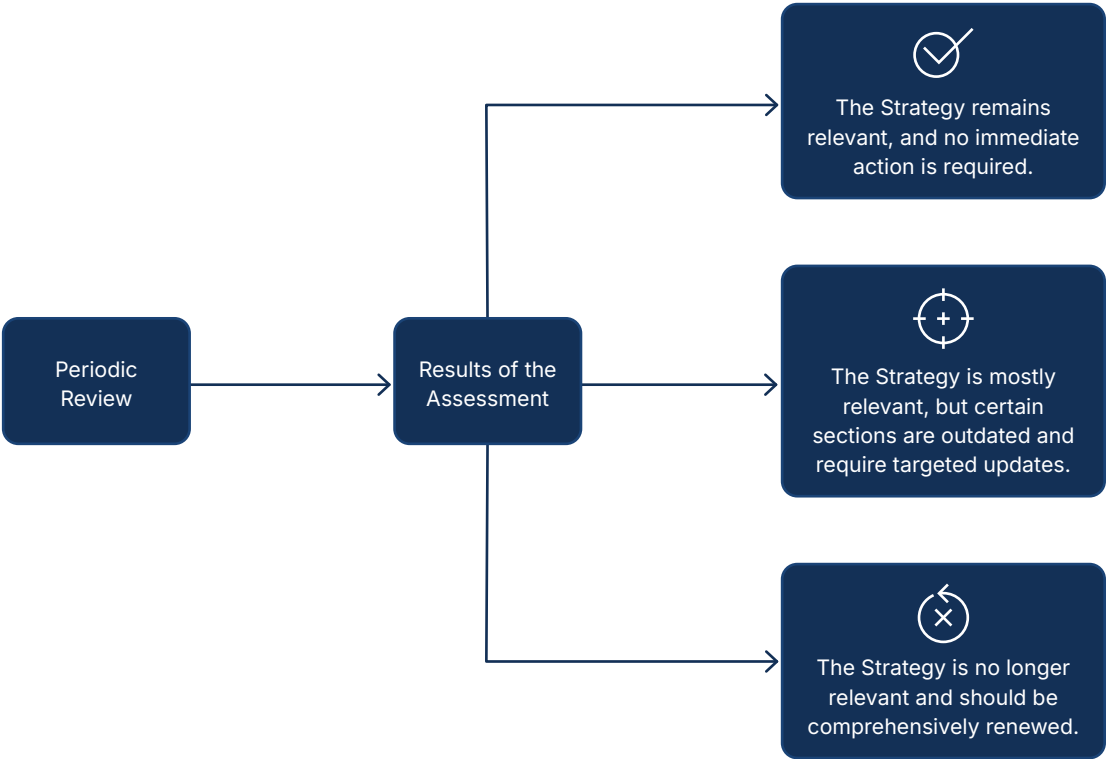 Periodic
Review
Results of the
Assessment
The Strategy remains
relevant, and no immediate
action is required.
The Strategy is mostly
relevant, but certain
sections are outdated and
require targeted updates.
The Strategy is no longer
relevant and should be
comprehensively renewed.